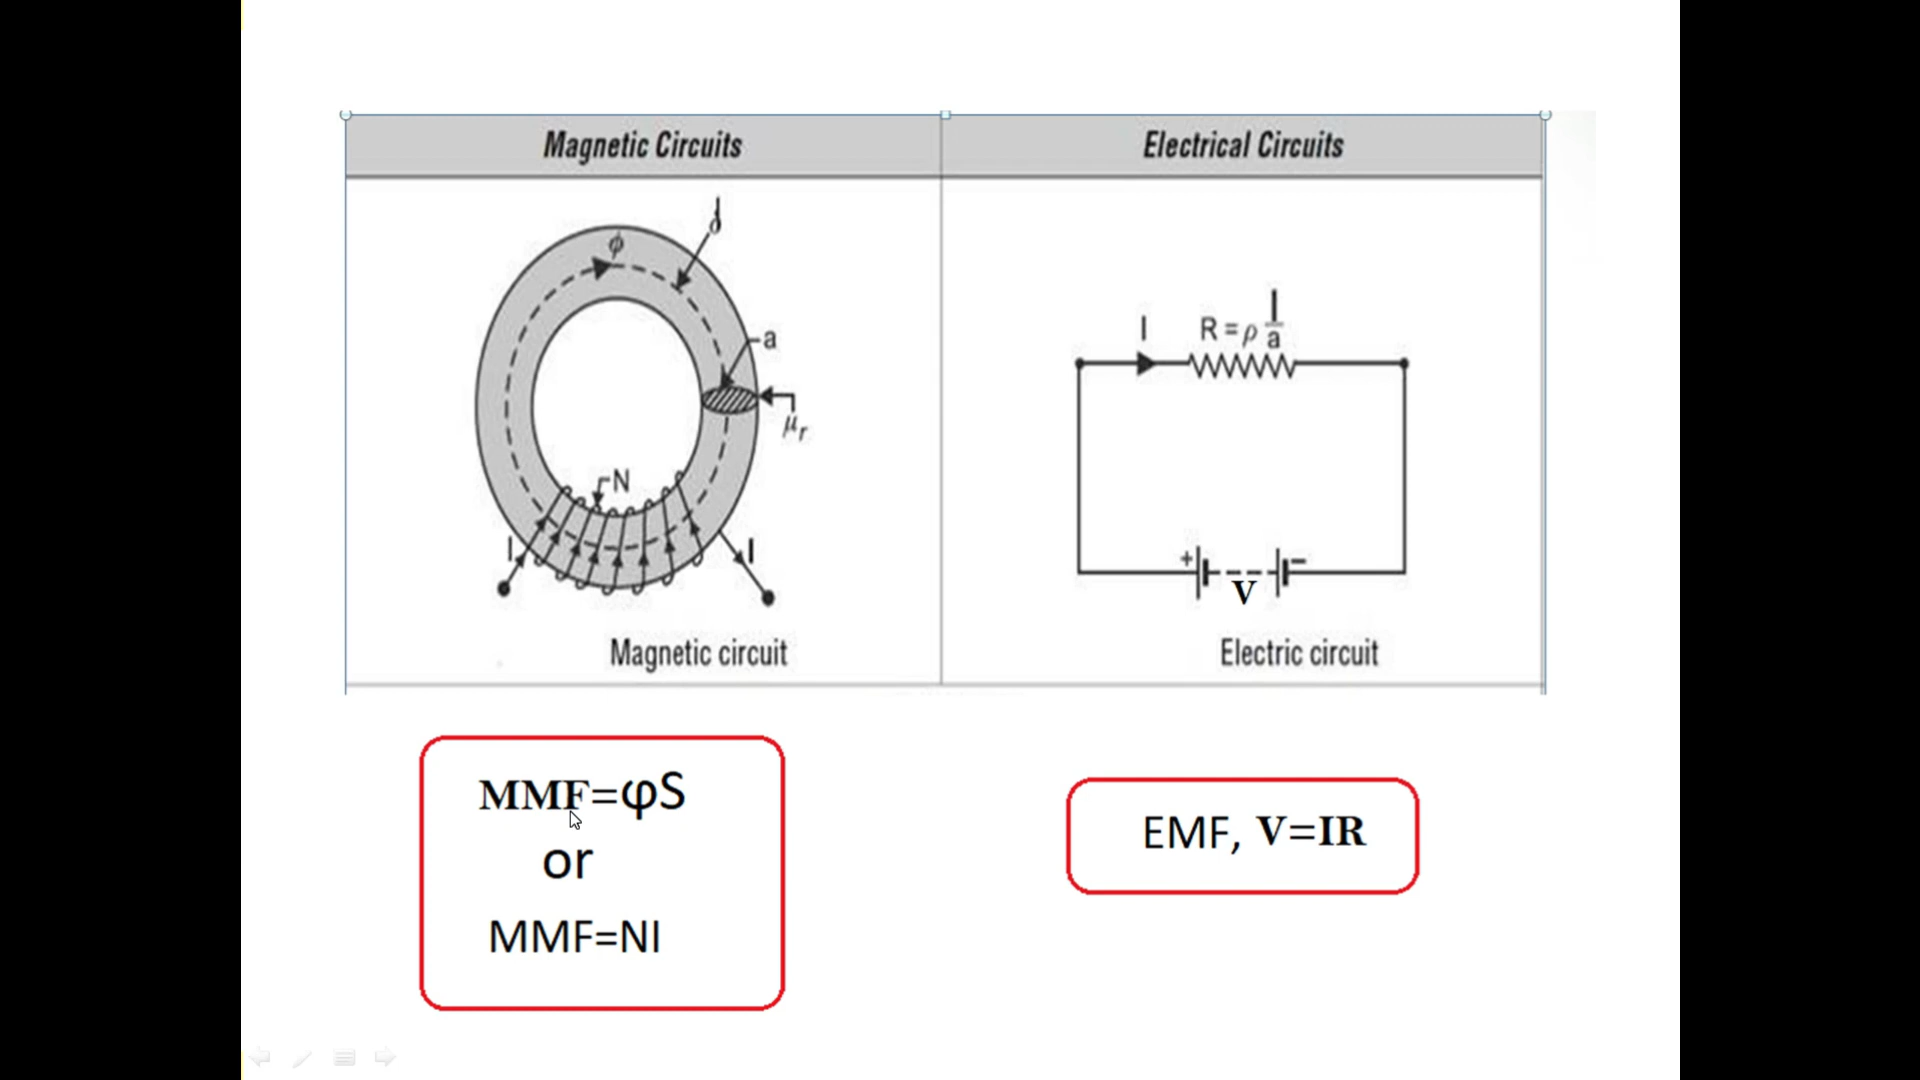 Magnetic Circuits
Electrical Circuits
φ
l
a
μr
N
I
I
Magnetic circuit
I
R = ρ l/a
+
V
−
Electric circuit
MMF=φS
or
MMF=NI
EMF, V=IR